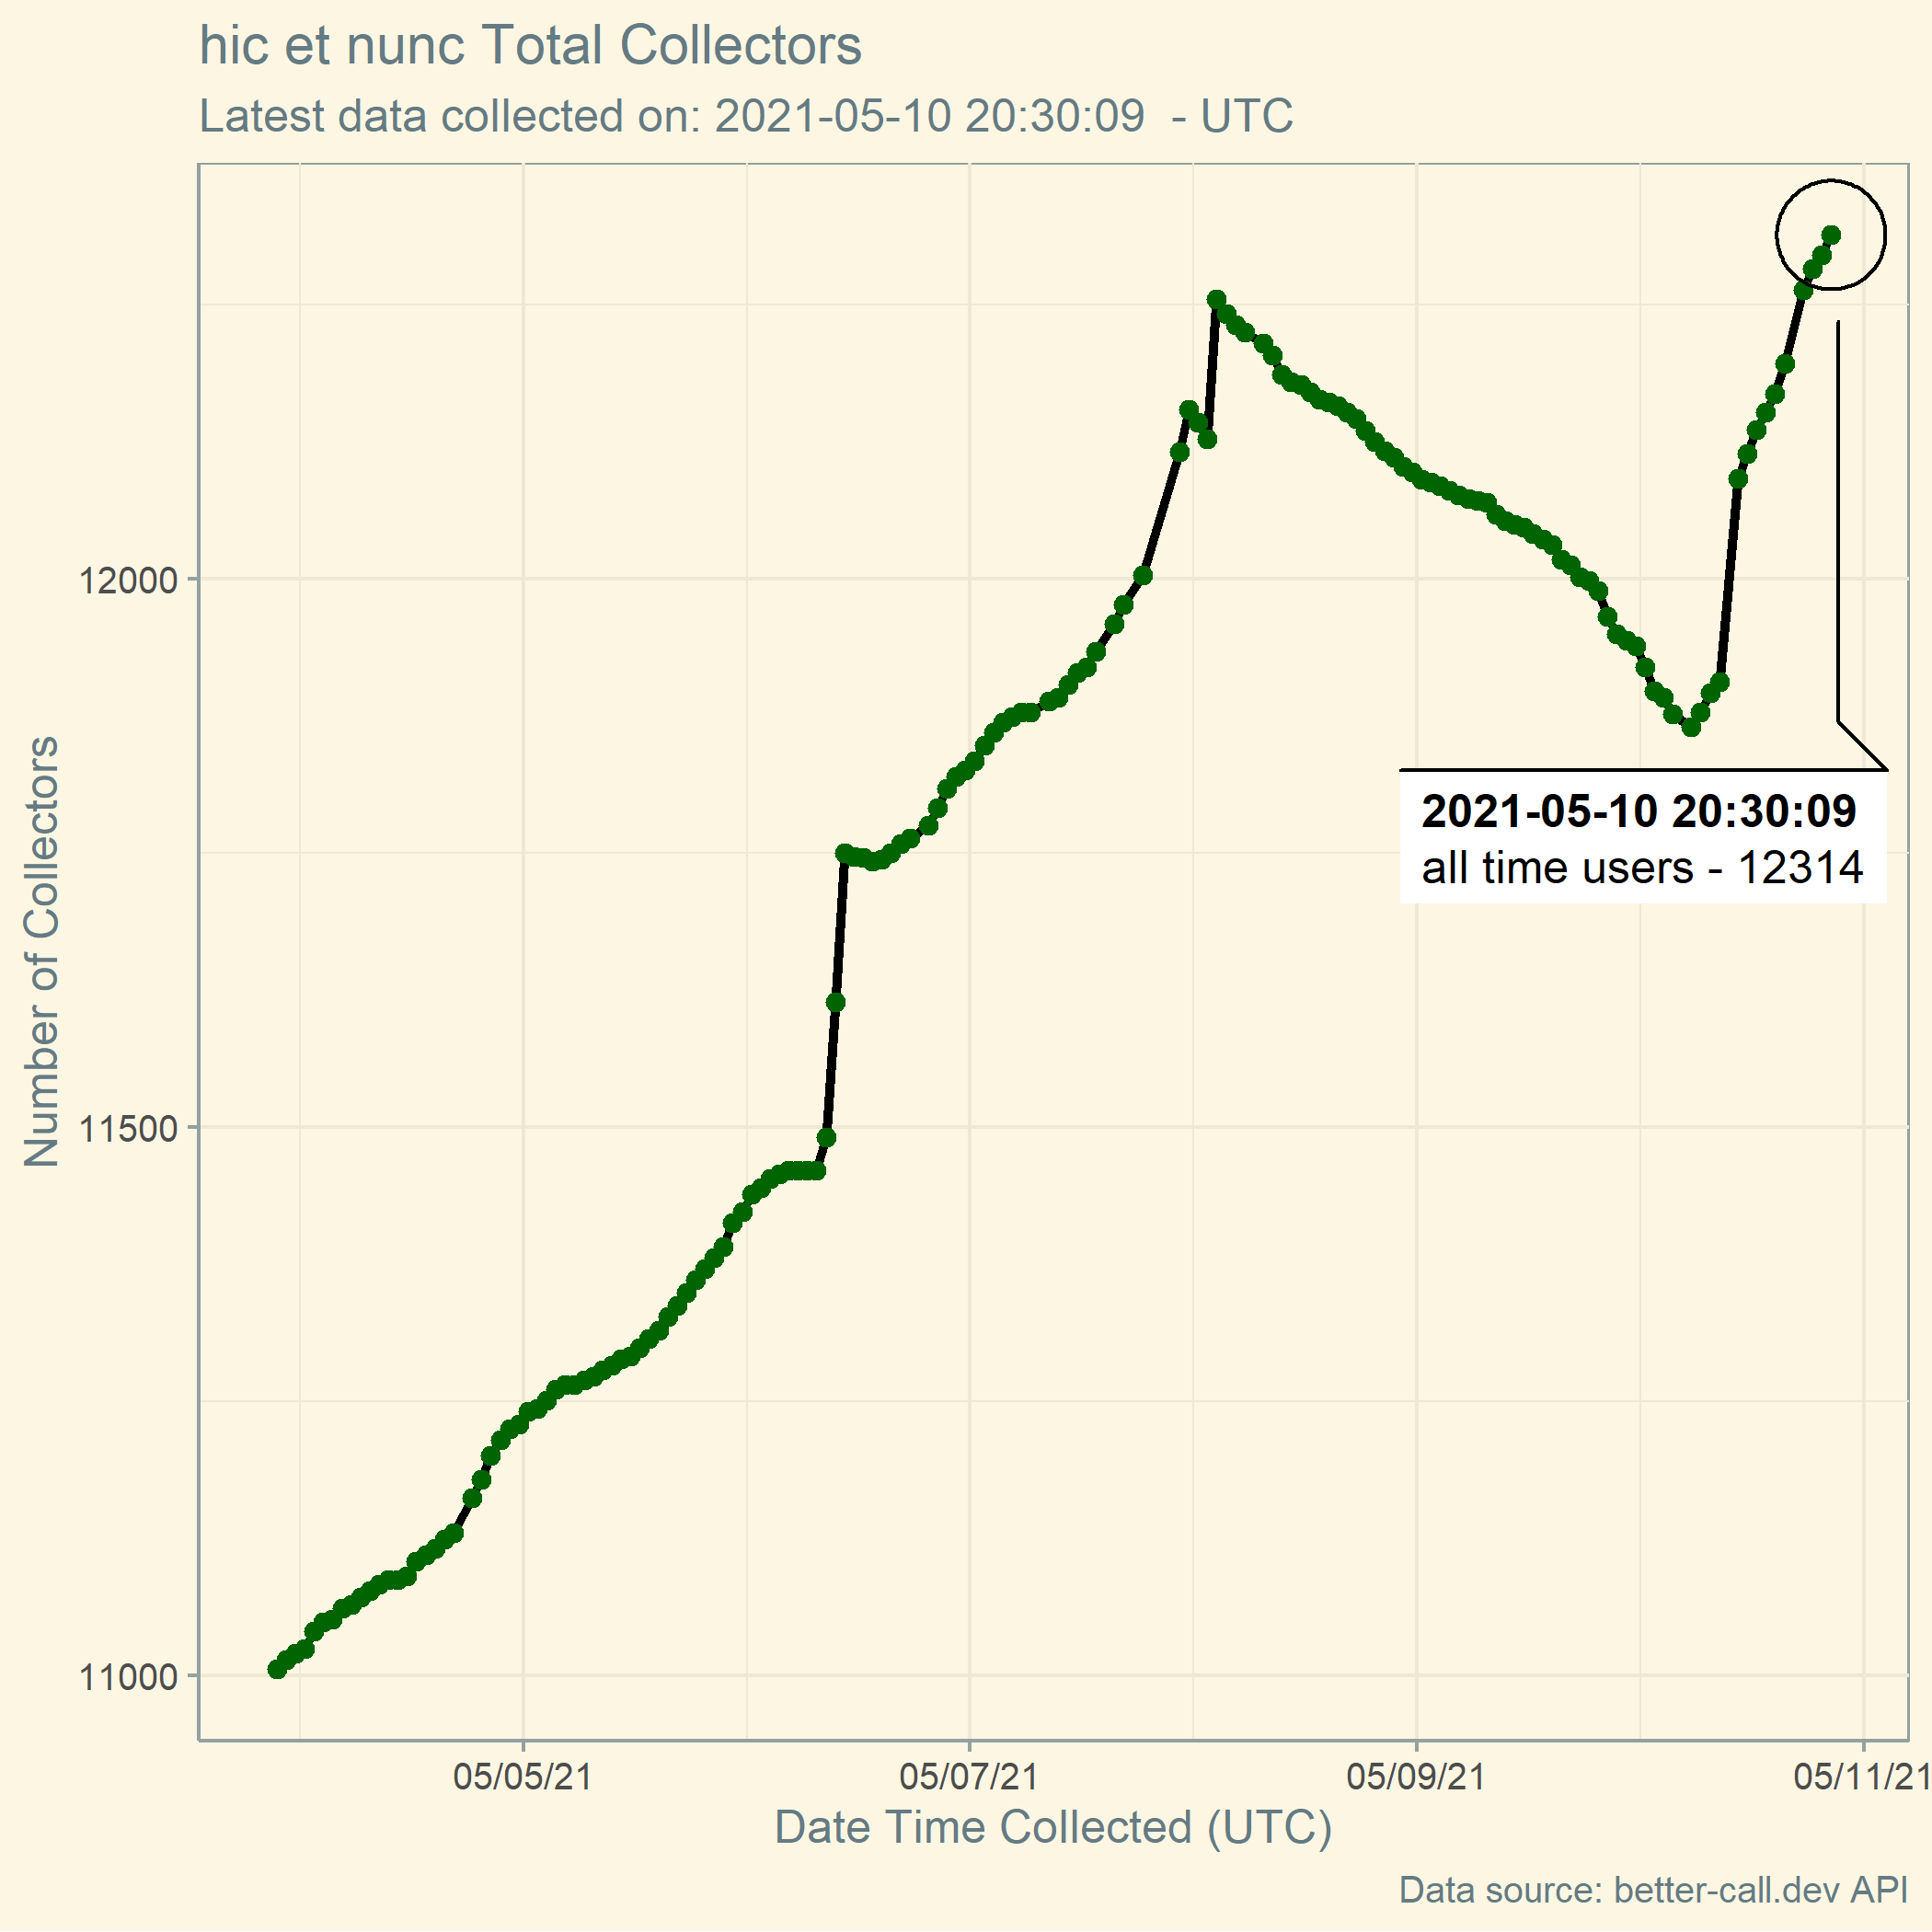 hic et nunc Total Collectors
Latest data collected on: 2021-05-10 20:30:09  - UTC
Number of Collectors
12000
11500
11000
2021-05-10 20:30:09
all time users - 12314
05/05/21
05/07/21
05/09/21
05/11/21
Date Time Collected (UTC)
Data source: better-call.dev API